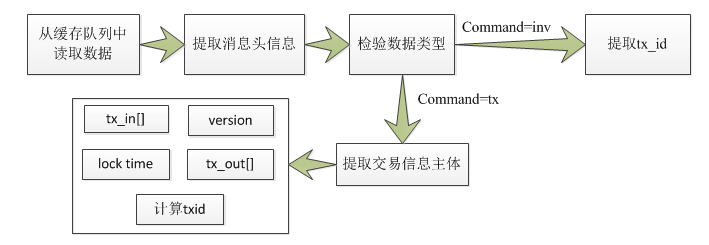 从缓存队列中
读取数据
提取消息头信息
检验数据类型
Command=inv
提取tx_id
Command=tx
提取交易信息主体
tx_in[]
version
lock time
tx_out[]
计算txid